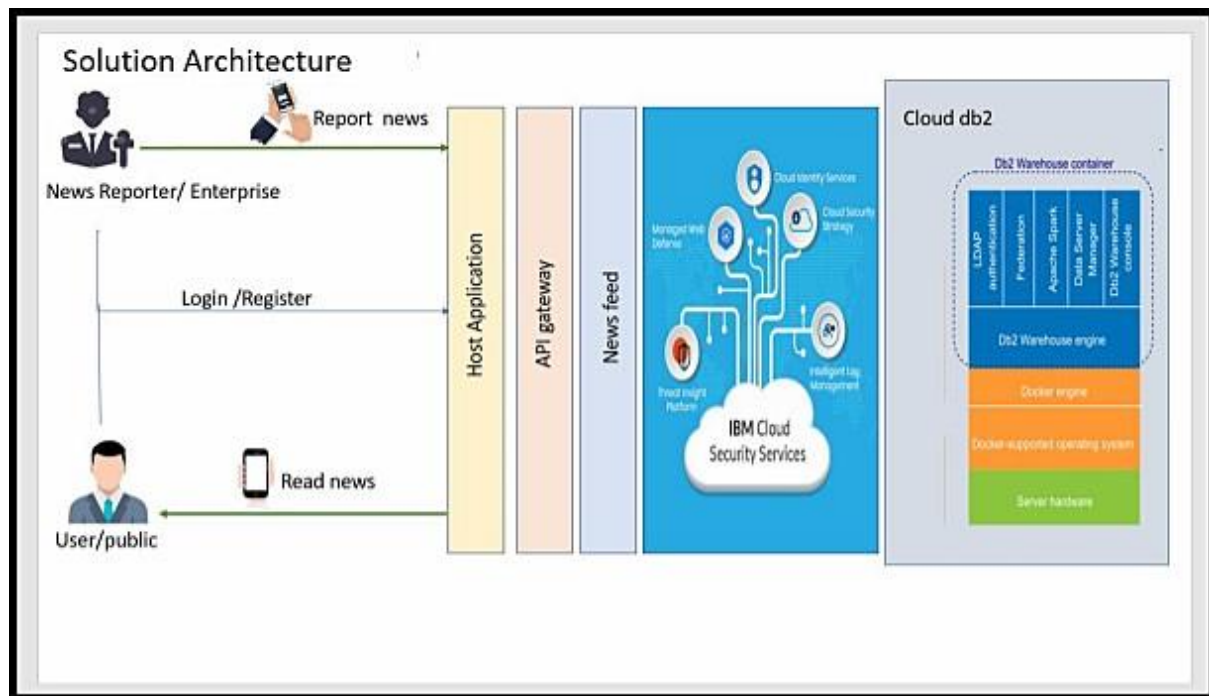 Solution Architecture
Report news
News Reporter/ Enterprise
Login /Register
Read news
User/public
Host Application
API gateway
News feed
Cloud Identity Services
Cloud Security
Strategy
Managed Web
Defense
Threat Insight
Platform
Intelligent Log
Management
IBM Cloud
Security Services
Cloud db2
Db2 Warehouse container
LDAP
authentication
Federation
Apache Spark
Data Server
Manager
Db2 Warehouse
console
Db2 Warehouse engine
Docker engine
Docker-supported operating system
Server hardware